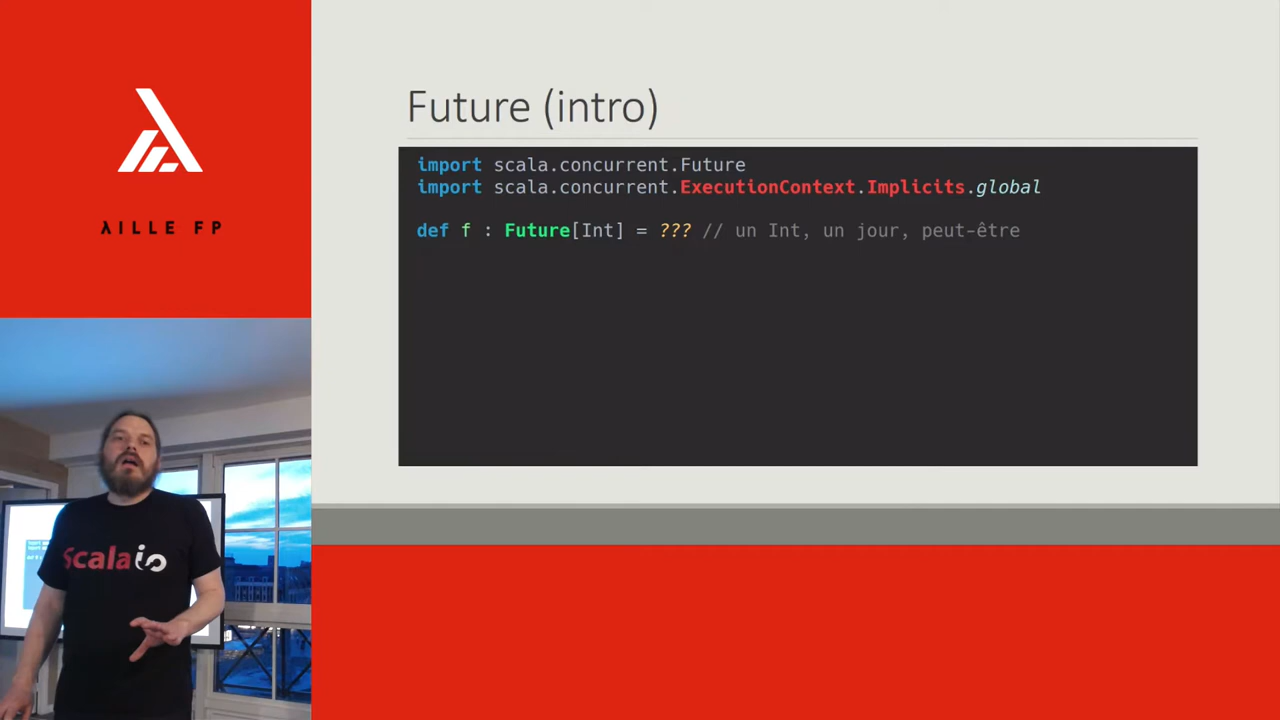 λILLE FP
Future (intro)
import scala.concurrent.Future
import scala.concurrent.ExecutionContext.Implicits.global
def f : Future[Int] = ??? // un Int, un jour, peut-être
Scalaio